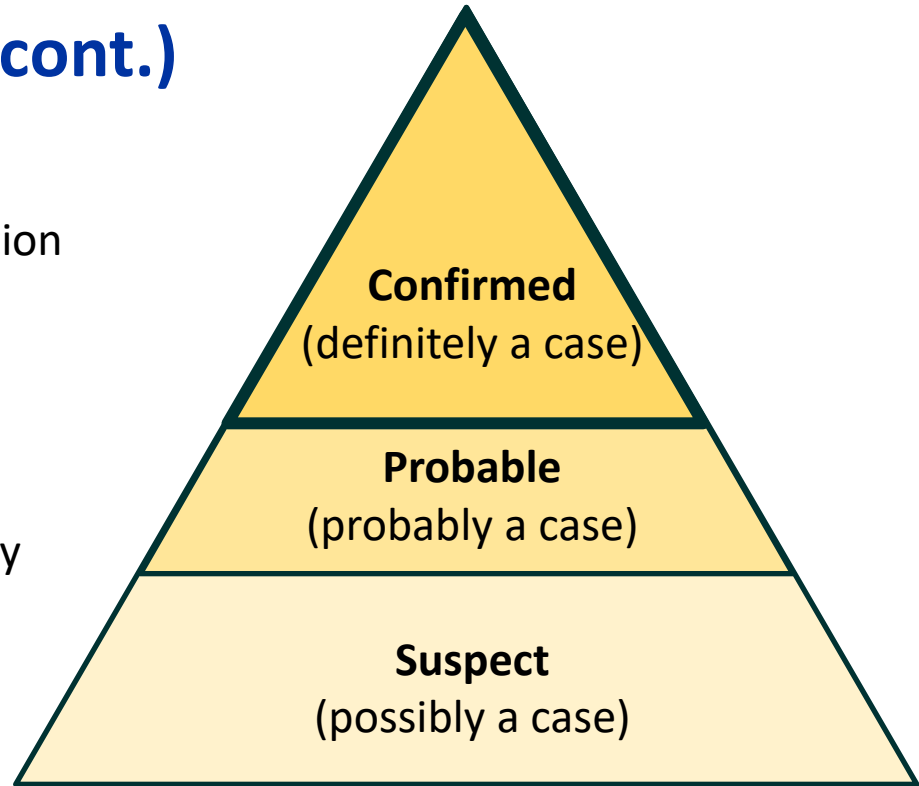 cont.)
ion
Confirmed
(definitely a case)
Probable
(probably a case)
y
Suspect
(possibly a case)